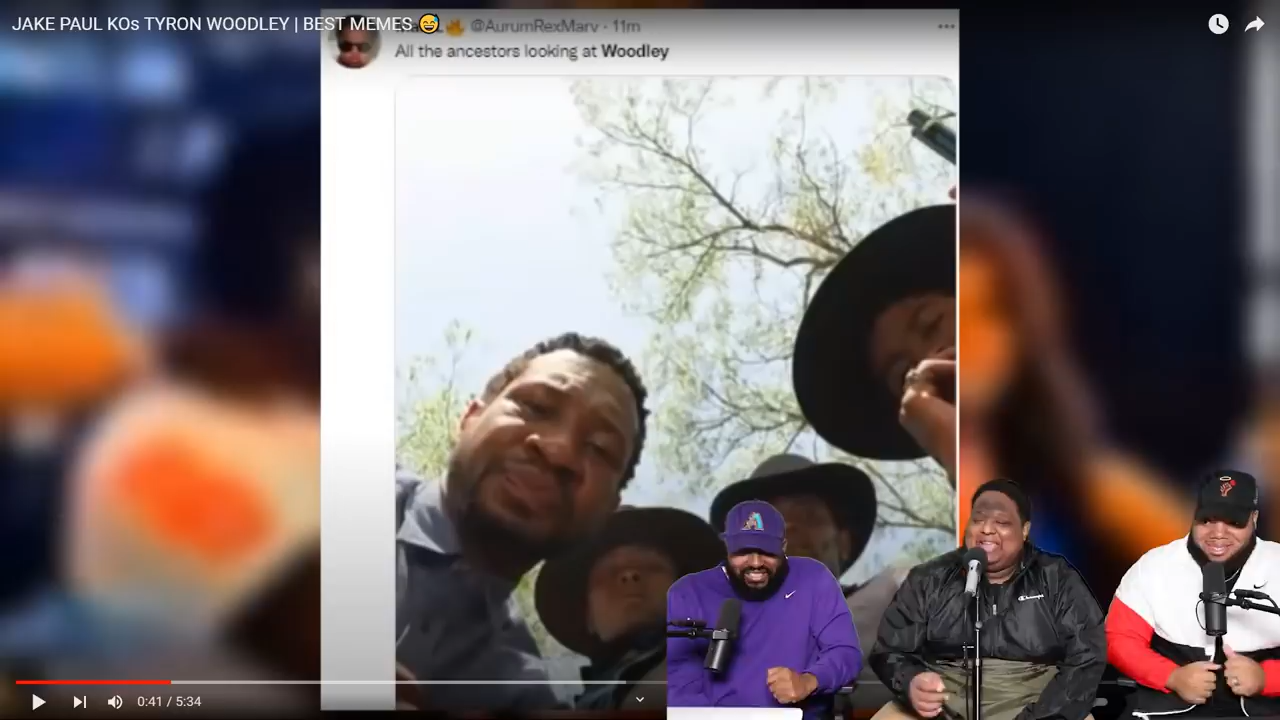 JAKE PAUL KOs TYRON WOODLEY | BEST MEMES 😅
@AurumRexMarv · 11m
All the ancestors looking at Woodley
Champion
0:41 / 5:34